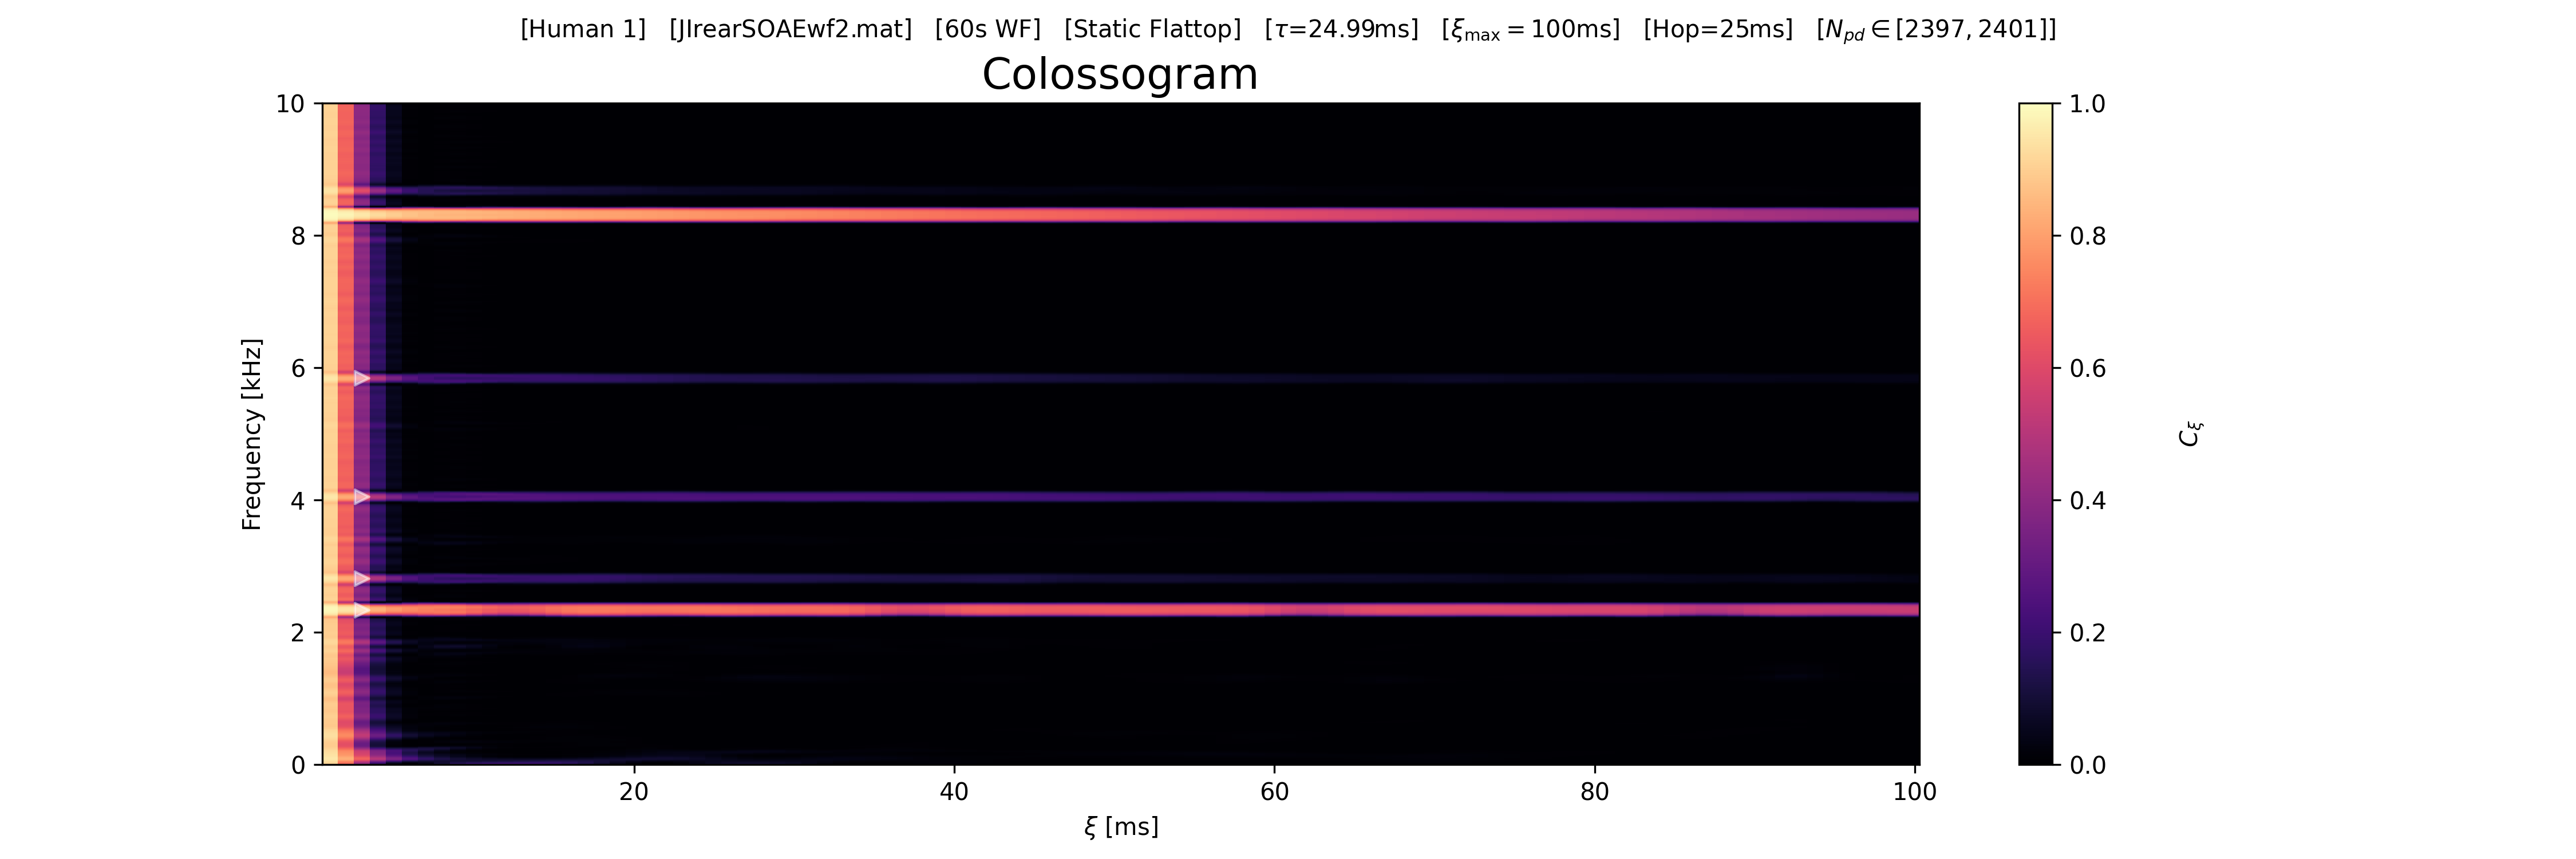 [Human 1] [JIrearSOAEwf2.mat] [60s WF] [Static Flattop] [τ=24.99ms] [ξmax = 100ms] [Hop=25ms] [Npd ∈ [2397, 2401]]
Colossogram
10
8
6
4
2
0
Frequency [kHz]
20 40 60 80 100
ξ [ms]
1.0
0.8
0.6
0.4
0.2
0.0
Cξ